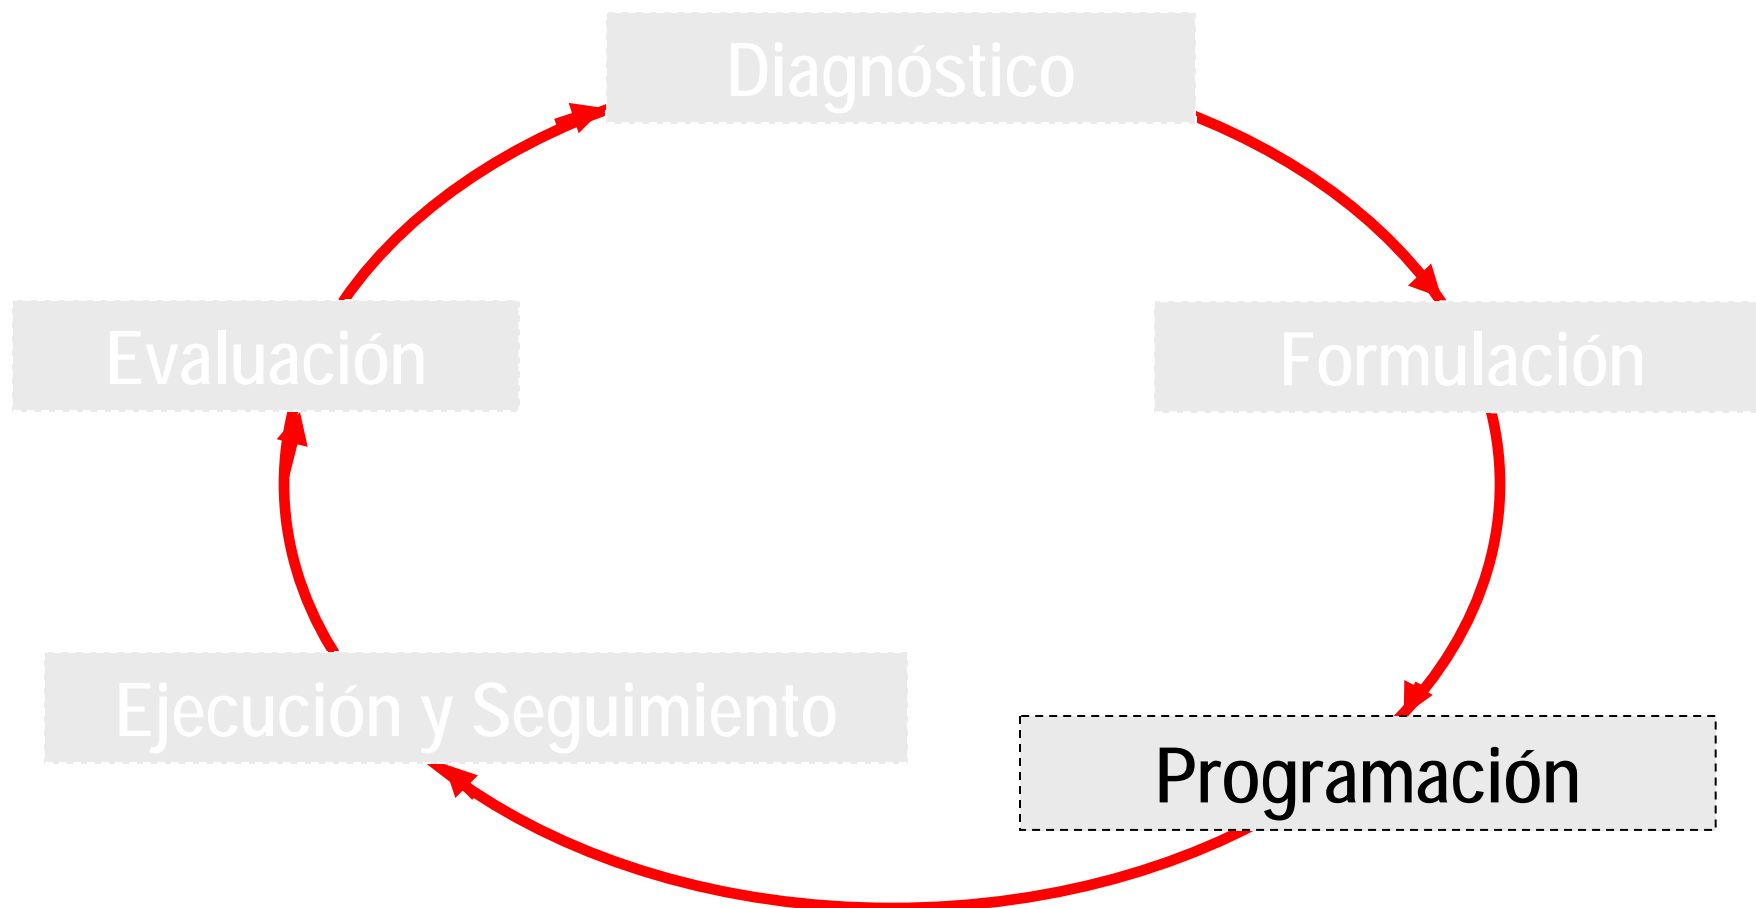 Diagnóstico
Evaluación
Formulación
Ejecución y Seguimiento
Programación